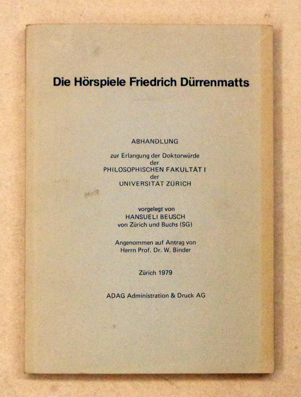 Die Hörspiele Friedrich Dürrenmatts
ABHANDLUNG
zur Erlangung der Doktorwürde
der
PHILOSOPHISCHEN FAKULTÄT I
der
UNIVERSITÄT ZÜRICH
vorgelegt von
HANSUELI BEUSCH
von Zürich und Buchs (SG)
Angenommen auf Antrag von
Herrn Prof. Dr. W. Binder
Zürich 1979
ADAG Administration & Druck AG